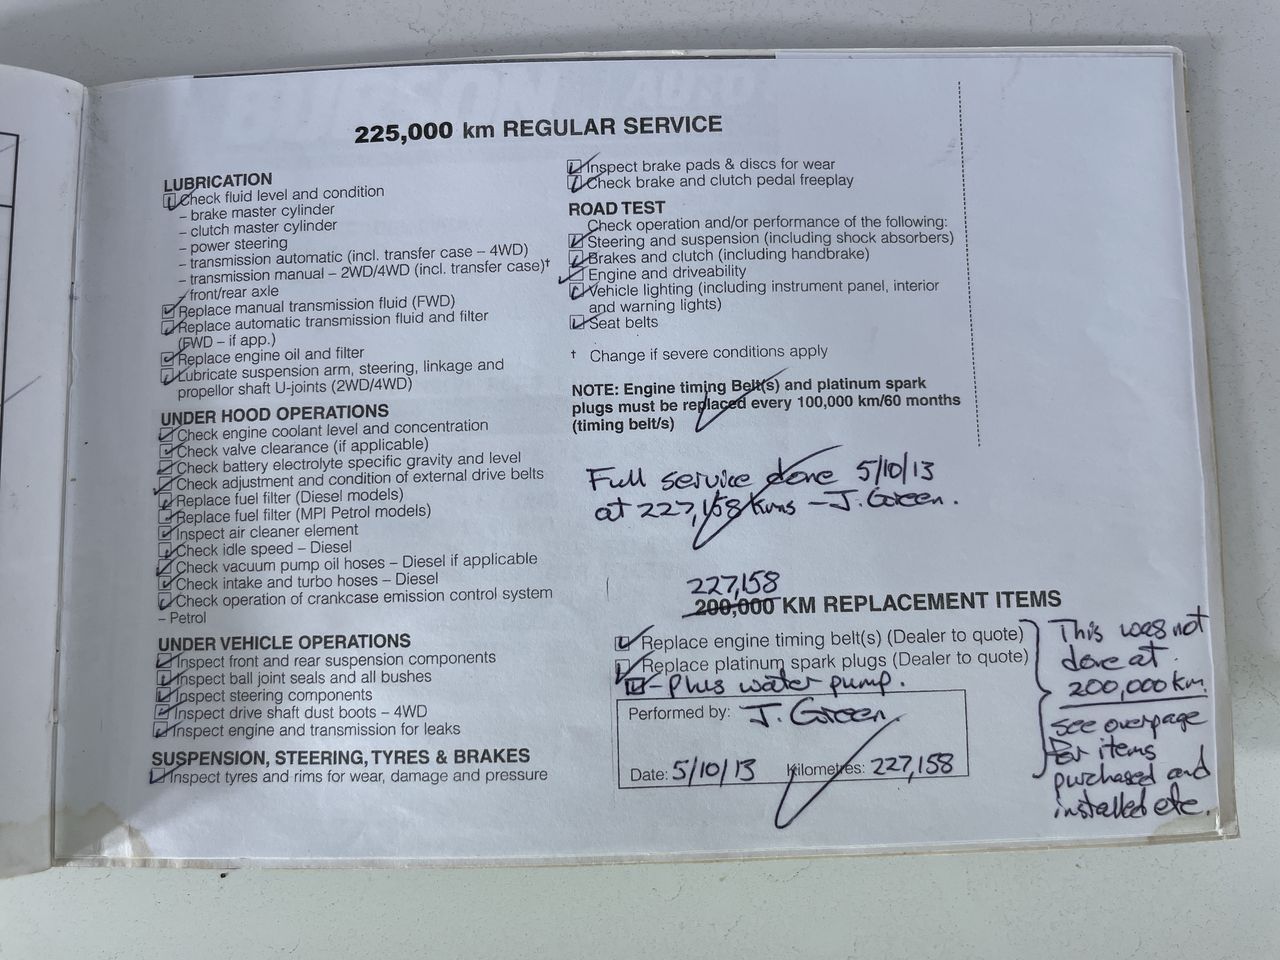 225,000 km REGULAR SERVICE
LUBRICATION
Check fluid level and condition
– brake master cylinder
– clutch master cylinder
– power steering
– transmission automatic (incl. transfer case – 4WD)
– transmission manual – 2WD/4WD (incl. transfer case)†
– front/rear axle
Replace manual transmission fluid (FWD)
Replace automatic transmission fluid and filter
(FWD – if app.)
Replace engine oil and filter
Lubricate suspension arm, steering, linkage and
propellor shaft U-joints (2WD/4WD)
UNDER HOOD OPERATIONS
Check engine coolant level and concentration
Check valve clearance (if applicable)
Check battery electrolyte specific gravity and level
Check adjustment and condition of external drive belts
Replace fuel filter (Diesel models)
Replace fuel filter (MPI Petrol models)
Inspect air cleaner element
Check idle speed – Diesel
Check vacuum pump oil hoses – Diesel if applicable
Check intake and turbo hoses – Diesel
Check operation of crankcase emission control system
– Petrol
UNDER VEHICLE OPERATIONS
Inspect front and rear suspension components
Inspect ball joint seals and all bushes
Inspect steering components
Inspect drive shaft dust boots – 4WD
Inspect engine and transmission for leaks
SUSPENSION, STEERING, TYRES & BRAKES
Inspect tyres and rims for wear, damage and pressure
Inspect brake pads & discs for wear
Check brake and clutch pedal freeplay
ROAD TEST
Check operation and/or performance of the following:
Steering and suspension (including shock absorbers)
Brakes and clutch (including handbrake)
Engine and driveability
Vehicle lighting (including instrument panel, interior
and warning lights)
Seat belts
† Change if severe conditions apply
NOTE: Engine timing Belt(s) and platinum spark
plugs must be replaced every 100,000 km/60 months
(timing belt/s)
Full service done 5/10/13
at 227,158 kms – J. Green.
227,158
200,000 KM REPLACEMENT ITEMS
Replace engine timing belt(s) (Dealer to quote)
Replace platinum spark plugs (Dealer to quote)
– Plus water pump.
Performed by: J. Green
Date: 5/10/13 Kilometres: 227,158
This was not
done at
200,000 km.
see overpage
for items
purchased and
installed etc.